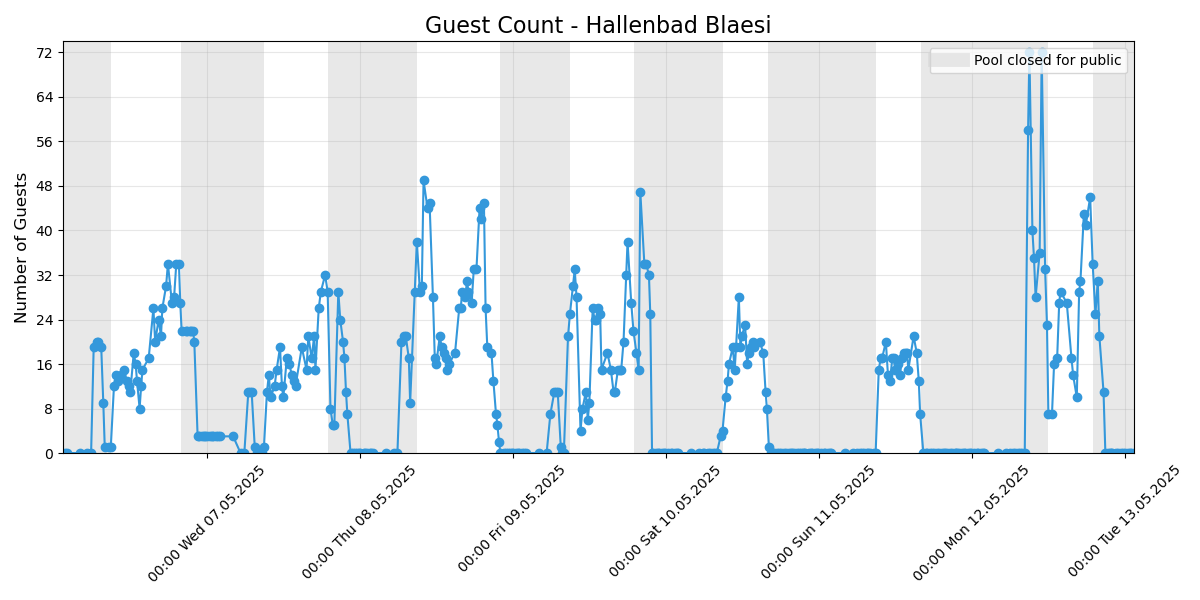 Guest Count - Hallenbad Blaesi
Pool closed for public
Number of Guests
72
64
56
48
40
32
24
16
8
0
00:00 Wed 07.05.2025
00:00 Thu 08.05.2025
00:00 Fri 09.05.2025
00:00 Sat 10.05.2025
00:00 Sun 11.05.2025
00:00 Mon 12.05.2025
00:00 Tue 13.05.2025